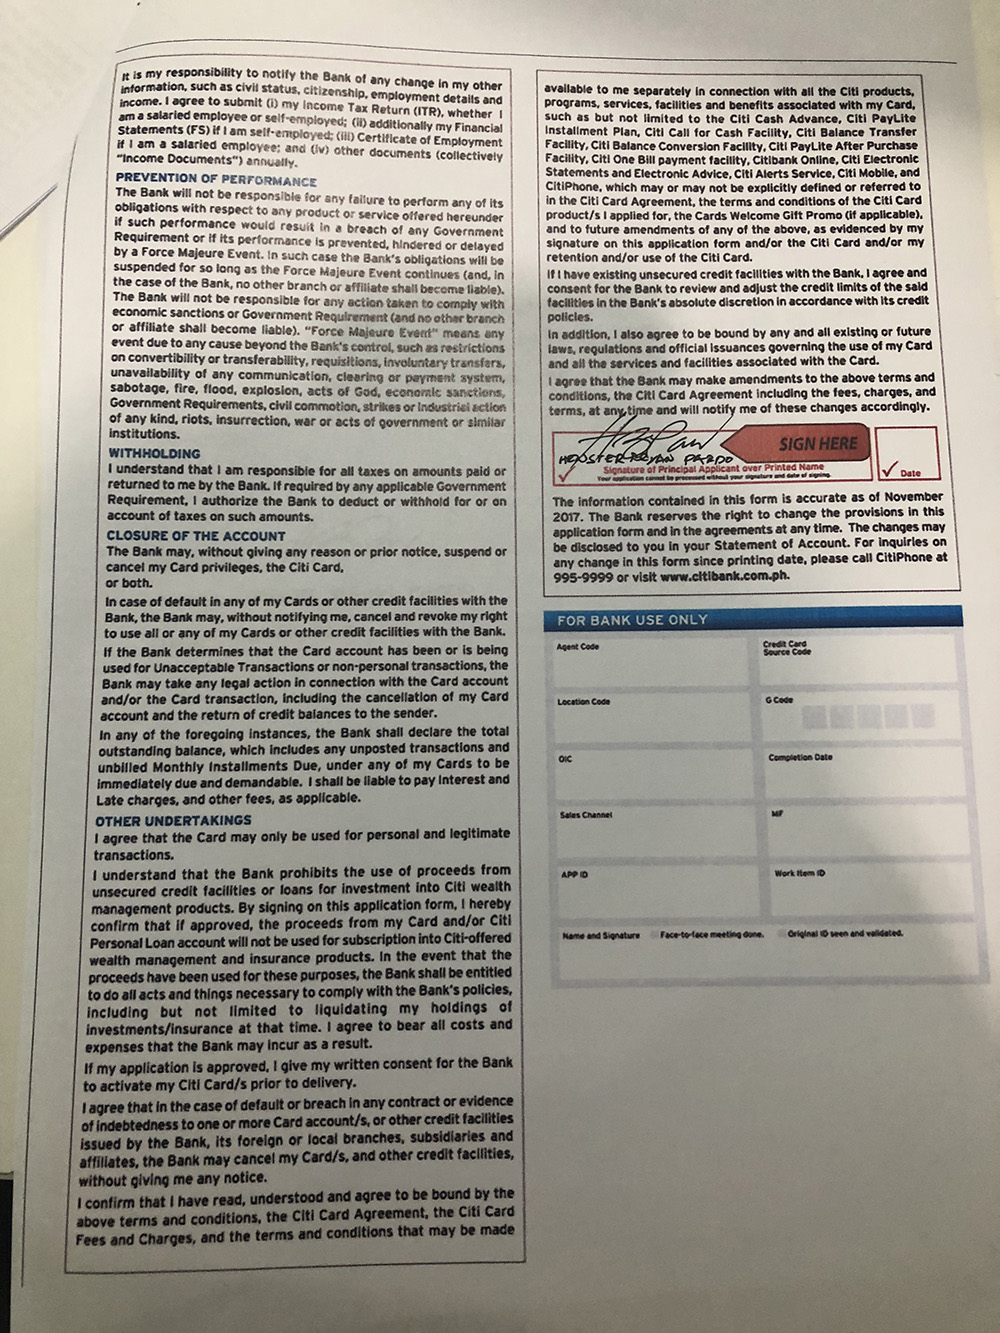 It is my responsibility to notify the Bank of any change in my other
information, such as civil status, citizenship, employment details and
income. I agree to submit (i) my Income Tax Return (ITR), whether I
am a salaried employee or self-employed; (ii) additionally my Financial
Statements (FS) if I am self-employed; (iii) Certificate of Employment
if I am a salaried employee; and (iv) other documents (collectively
"Income Documents") annually.
PREVENTION OF PERFORMANCE
The Bank will not be responsible for any failure to perform any of its
obligations with respect to any product or service offered hereunder
if such performance would result in a breach of any Government
Requirement or if its performance is prevented, hindered or delayed
by a Force Majeure Event. In such case the Bank's obligations will be
suspended for so long as the Force Majeure Event continues (and, in
the case of the Bank, no other branch or affiliate shall become liable).
The Bank will not be responsible for any action taken to comply with
economic sanctions or Government Requirement (and no other branch
or affiliate shall become liable). "Force Majeure Event" means any
event due to any cause beyond the Bank's control, such as restrictions
on convertibility or transferability, requisitions, involuntary transfers,
unavailability of any communication, clearing or payment system,
sabotage, fire, flood, explosion, acts of God, economic sanctions,
Government Requirements, civil commotion, strikes or industrial action
of any kind, riots, insurrection, war or acts of government or similar
institutions.
WITHHOLDING
I understand that I am responsible for all taxes on amounts paid or
returned to me by the Bank. If required by any applicable Government
Requirement, I authorize the Bank to deduct or withhold for or on
account of taxes on such amounts.
CLOSURE OF THE ACCOUNT
The Bank may, without giving any reason or prior notice, suspend or
cancel my Card privileges, the Citi Card,
or both.
In case of default in any of my Cards or other credit facilities with the
Bank, the Bank may, without notifying me, cancel and revoke my right
to use all or any of my Cards or other credit facilities with the Bank.
If the Bank determines that the Card account has been or is being
used for Unacceptable Transactions or non-personal transactions, the
Bank may take any legal action in connection with the Card account
and/or the Card transaction, including the cancellation of my Card
account and the return of credit balances to the sender.
In any of the foregoing instances, the Bank shall declare the total
outstanding balance, which includes any unposted transactions and
unbilled Monthly Installments Due, under any of my Cards to be
immediately due and demandable. I shall be liable to pay Interest and
Late charges, and other fees, as applicable.
OTHER UNDERTAKINGS
I agree that the Card may only be used for personal and legitimate
transactions.
I understand that the Bank prohibits the use of proceeds from
unsecured credit facilities or loans for investment into Citi wealth
management products. By signing on this application form, I hereby
confirm that if approved, the proceeds from my Card and/or Citi
Personal Loan account will not be used for subscription into Citi-offered
wealth management and insurance products. In the event that the
proceeds have been used for these purposes, the Bank shall be entitled
to do all acts and things necessary to comply with the Bank's policies,
including but not limited to liquidating my holdings of
investments/insurance at that time. I agree to bear all costs and
expenses that the Bank may incur as a result.
If my application is approved, I give my written consent for the Bank
to activate my Citi Card/s prior to delivery.
I agree that in the case of default or breach in any contract or evidence
of indebtedness to one or more Card account/s, or other credit facilities
issued by the Bank, its foreign or local branches, subsidiaries and
affiliates, the Bank may cancel my Card/s, and other credit facilities,
without giving me any notice.
I confirm that I have read, understood and agree to be bound by the
above terms and conditions, the Citi Card Agreement, the Citi Card
Fees and Charges, and the terms and conditions that may be made
available to me separately in connection with all the Citi products,
programs, services, facilities and benefits associated with my Card,
such as but not limited to the Citi Cash Advance, Citi PayLite
Installment Plan, Citi Call for Cash Facility, Citi Balance Transfer
Facility, Citi Balance Conversion Facility, Citi PayLite After Purchase
Facility, Citi One Bill payment facility, Citibank Online, Citi Electronic
Statements and Electronic Advice, Citi Alerts Service, Citi Mobile, and
CitiPhone, which may or may not be explicitly defined or referred to
in the Citi Card Agreement, the terms and conditions of the Citi Card
product/s I applied for, the Cards Welcome Gift Promo (if applicable),
and to future amendments of any of the above, as evidenced by my
signature on this application form and/or the Citi Card and/or my
retention and/or use of the Citi Card.
If I have existing unsecured credit facilities with the Bank, I agree and
consent for the Bank to review and adjust the credit limits of the said
facilities in the Bank's absolute discretion in accordance with its credit
policies.
In addition, I also agree to be bound by any and all existing or future
laws, regulations and official issuances governing the use of my Card
and all the services and facilities associated with the Card.
I agree that the Bank may make amendments to the above terms and
conditions, the Citi Card Agreement including the fees, charges, and
terms, at any time and will notify me of these changes accordingly.
SIGN HERE
PARDO
Signature of Principal Applicant over Printed Name
Your application cannot be processed without your signature and date of signing.
Date
The information contained in this form is accurate as of November
2017. The Bank reserves the right to change the provisions in this
application form and in the agreements at any time. The changes may
be disclosed to you in your Statement of Account. For inquiries on
any change in this form since printing date, please call CitiPhone at
995-9999 or visit www.citibank.com.ph.
FOR BANK USE ONLY
Agent Code
Credit Card
Source Code
Location Code
G Code
OIC
Completion Date
Sales Channel
MF
APP ID
Work Item ID
Name and Signature Face-to-face meeting done. Original ID seen and validated.